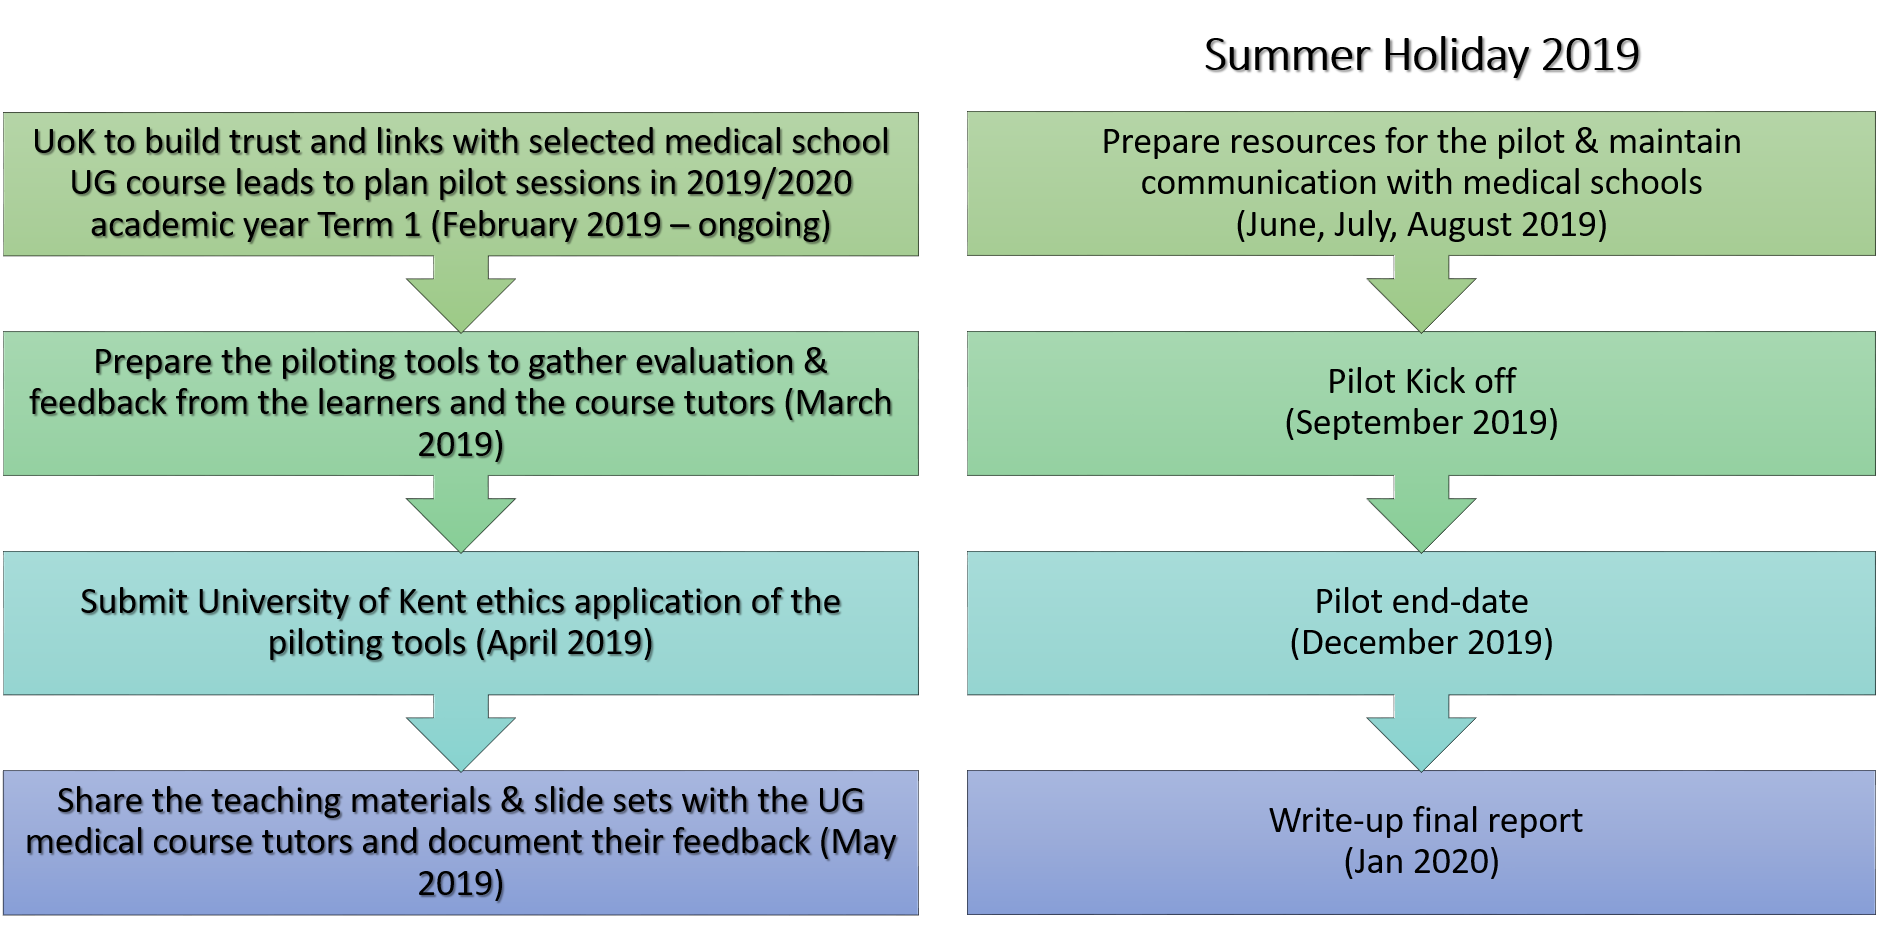 UoK to build trust and links with selected medical school
UG course leads to plan pilot sessions in 2019/2020
academic year Term 1 (February 2019 – ongoing)
Prepare the piloting tools to gather evaluation &
feedback from the learners and the course tutors (March
2019)
Submit University of Kent ethics application of the
piloting tools (April 2019)
Share the teaching materials & slide sets with the UG
medical course tutors and document their feedback (May
2019)
Summer Holiday 2019
Prepare resources for the pilot & maintain
communication with medical schools
(June, July, August 2019)
Pilot Kick off
(September 2019)
Pilot end-date
(December 2019)
Write-up final report
(Jan 2020)